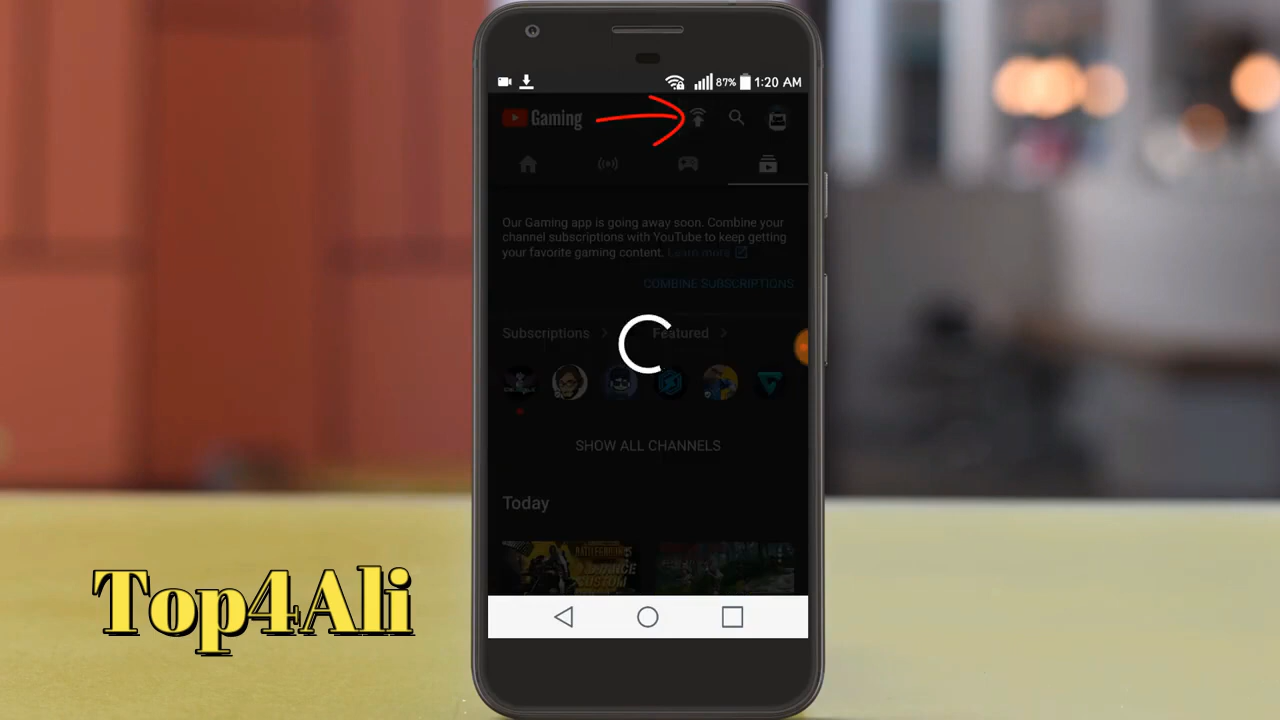 87% 1:20 AM
Gaming
Our Gaming app is going away soon. Combine your
channel subscriptions with YouTube to keep getting
your favorite gaming content. Learn more
COMBINE SUBSCRIPTIONS
Subscriptions Featured
SHOW ALL CHANNELS
Today
CUSTOM
Top4Ali